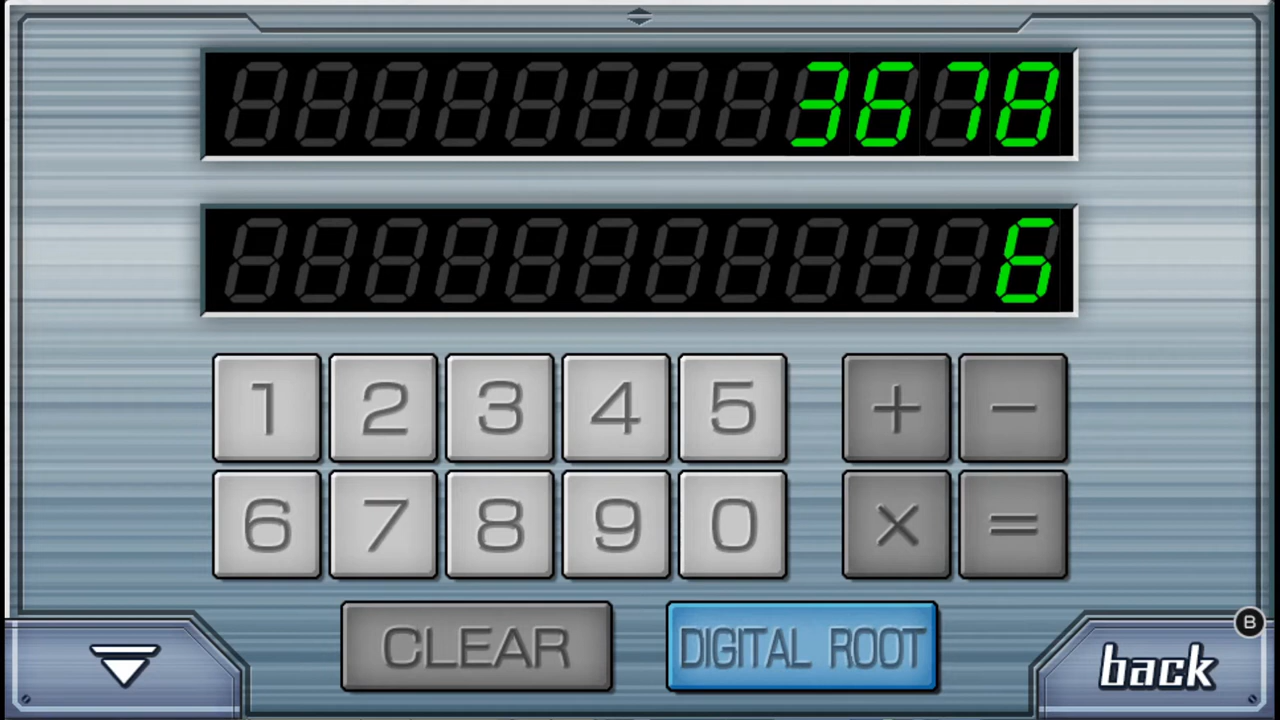 3678
6
1 2 3 4 5 + −
6 7 8 9 0 × =
CLEAR DIGITAL ROOT
B
back